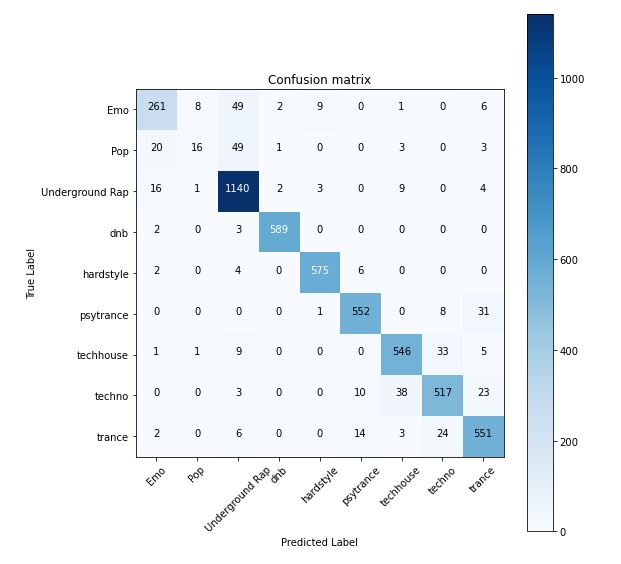 Confusion matrix
True Label
Emo 261 8 49 2 9 0 1 0 6
Pop 20 16 49 1 0 0 3 0 3
Underground Rap 16 1 1140 2 3 0 9 0 4
dnb 2 0 3 589 0 0 0 0 0
hardstyle 2 0 4 0 575 6 0 0 0
psytrance 0 0 0 0 1 552 0 8 31
techhouse 1 1 9 0 0 0 546 33 5
techno 0 0 3 0 0 10 38 517 23
trance 2 0 6 0 0 14 3 24 551
Emo Pop Underground Rap dnb hardstyle psytrance techhouse techno trance
Predicted Label
1000
800
600
400
200
0